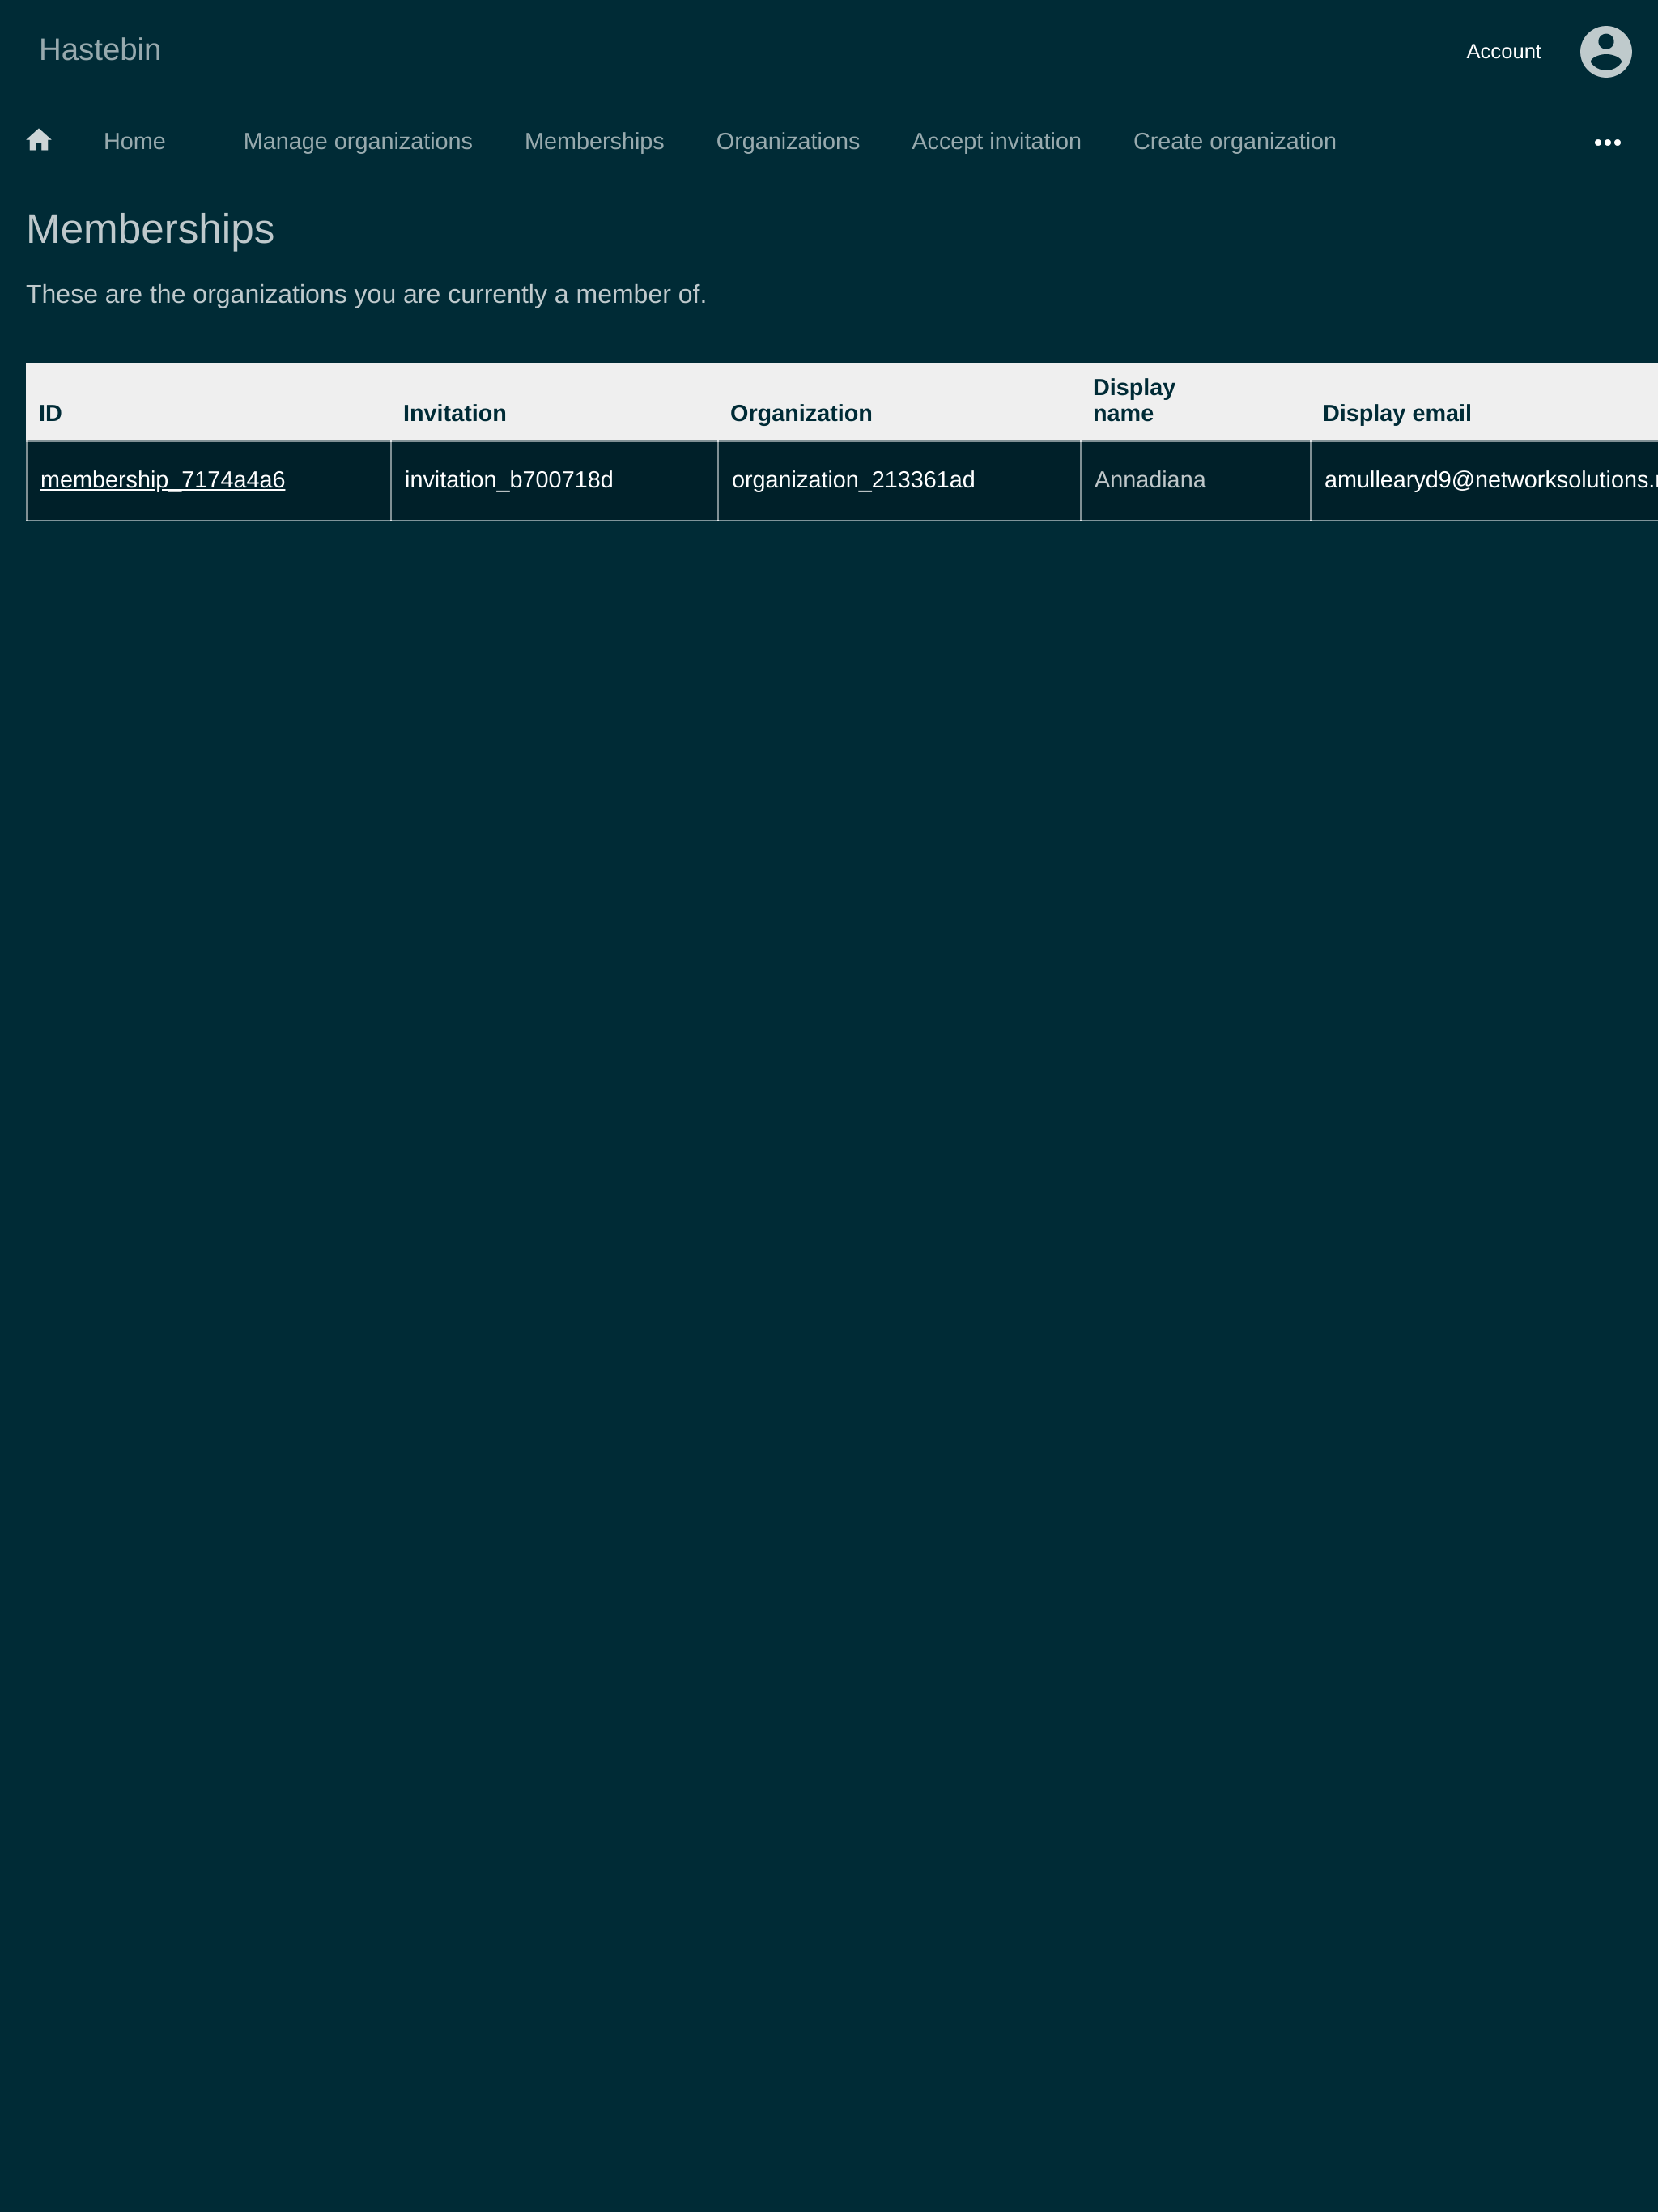 Hastebin
Account
Home Manage organizations Memberships Organizations Accept invitation Create organization
Memberships
These are the organizations you are currently a member of.
ID Invitation Organization Display name Display email
membership_7174a4a6 invitation_b700718d organization_213361ad Annadiana amullearyd9@networksolutions.